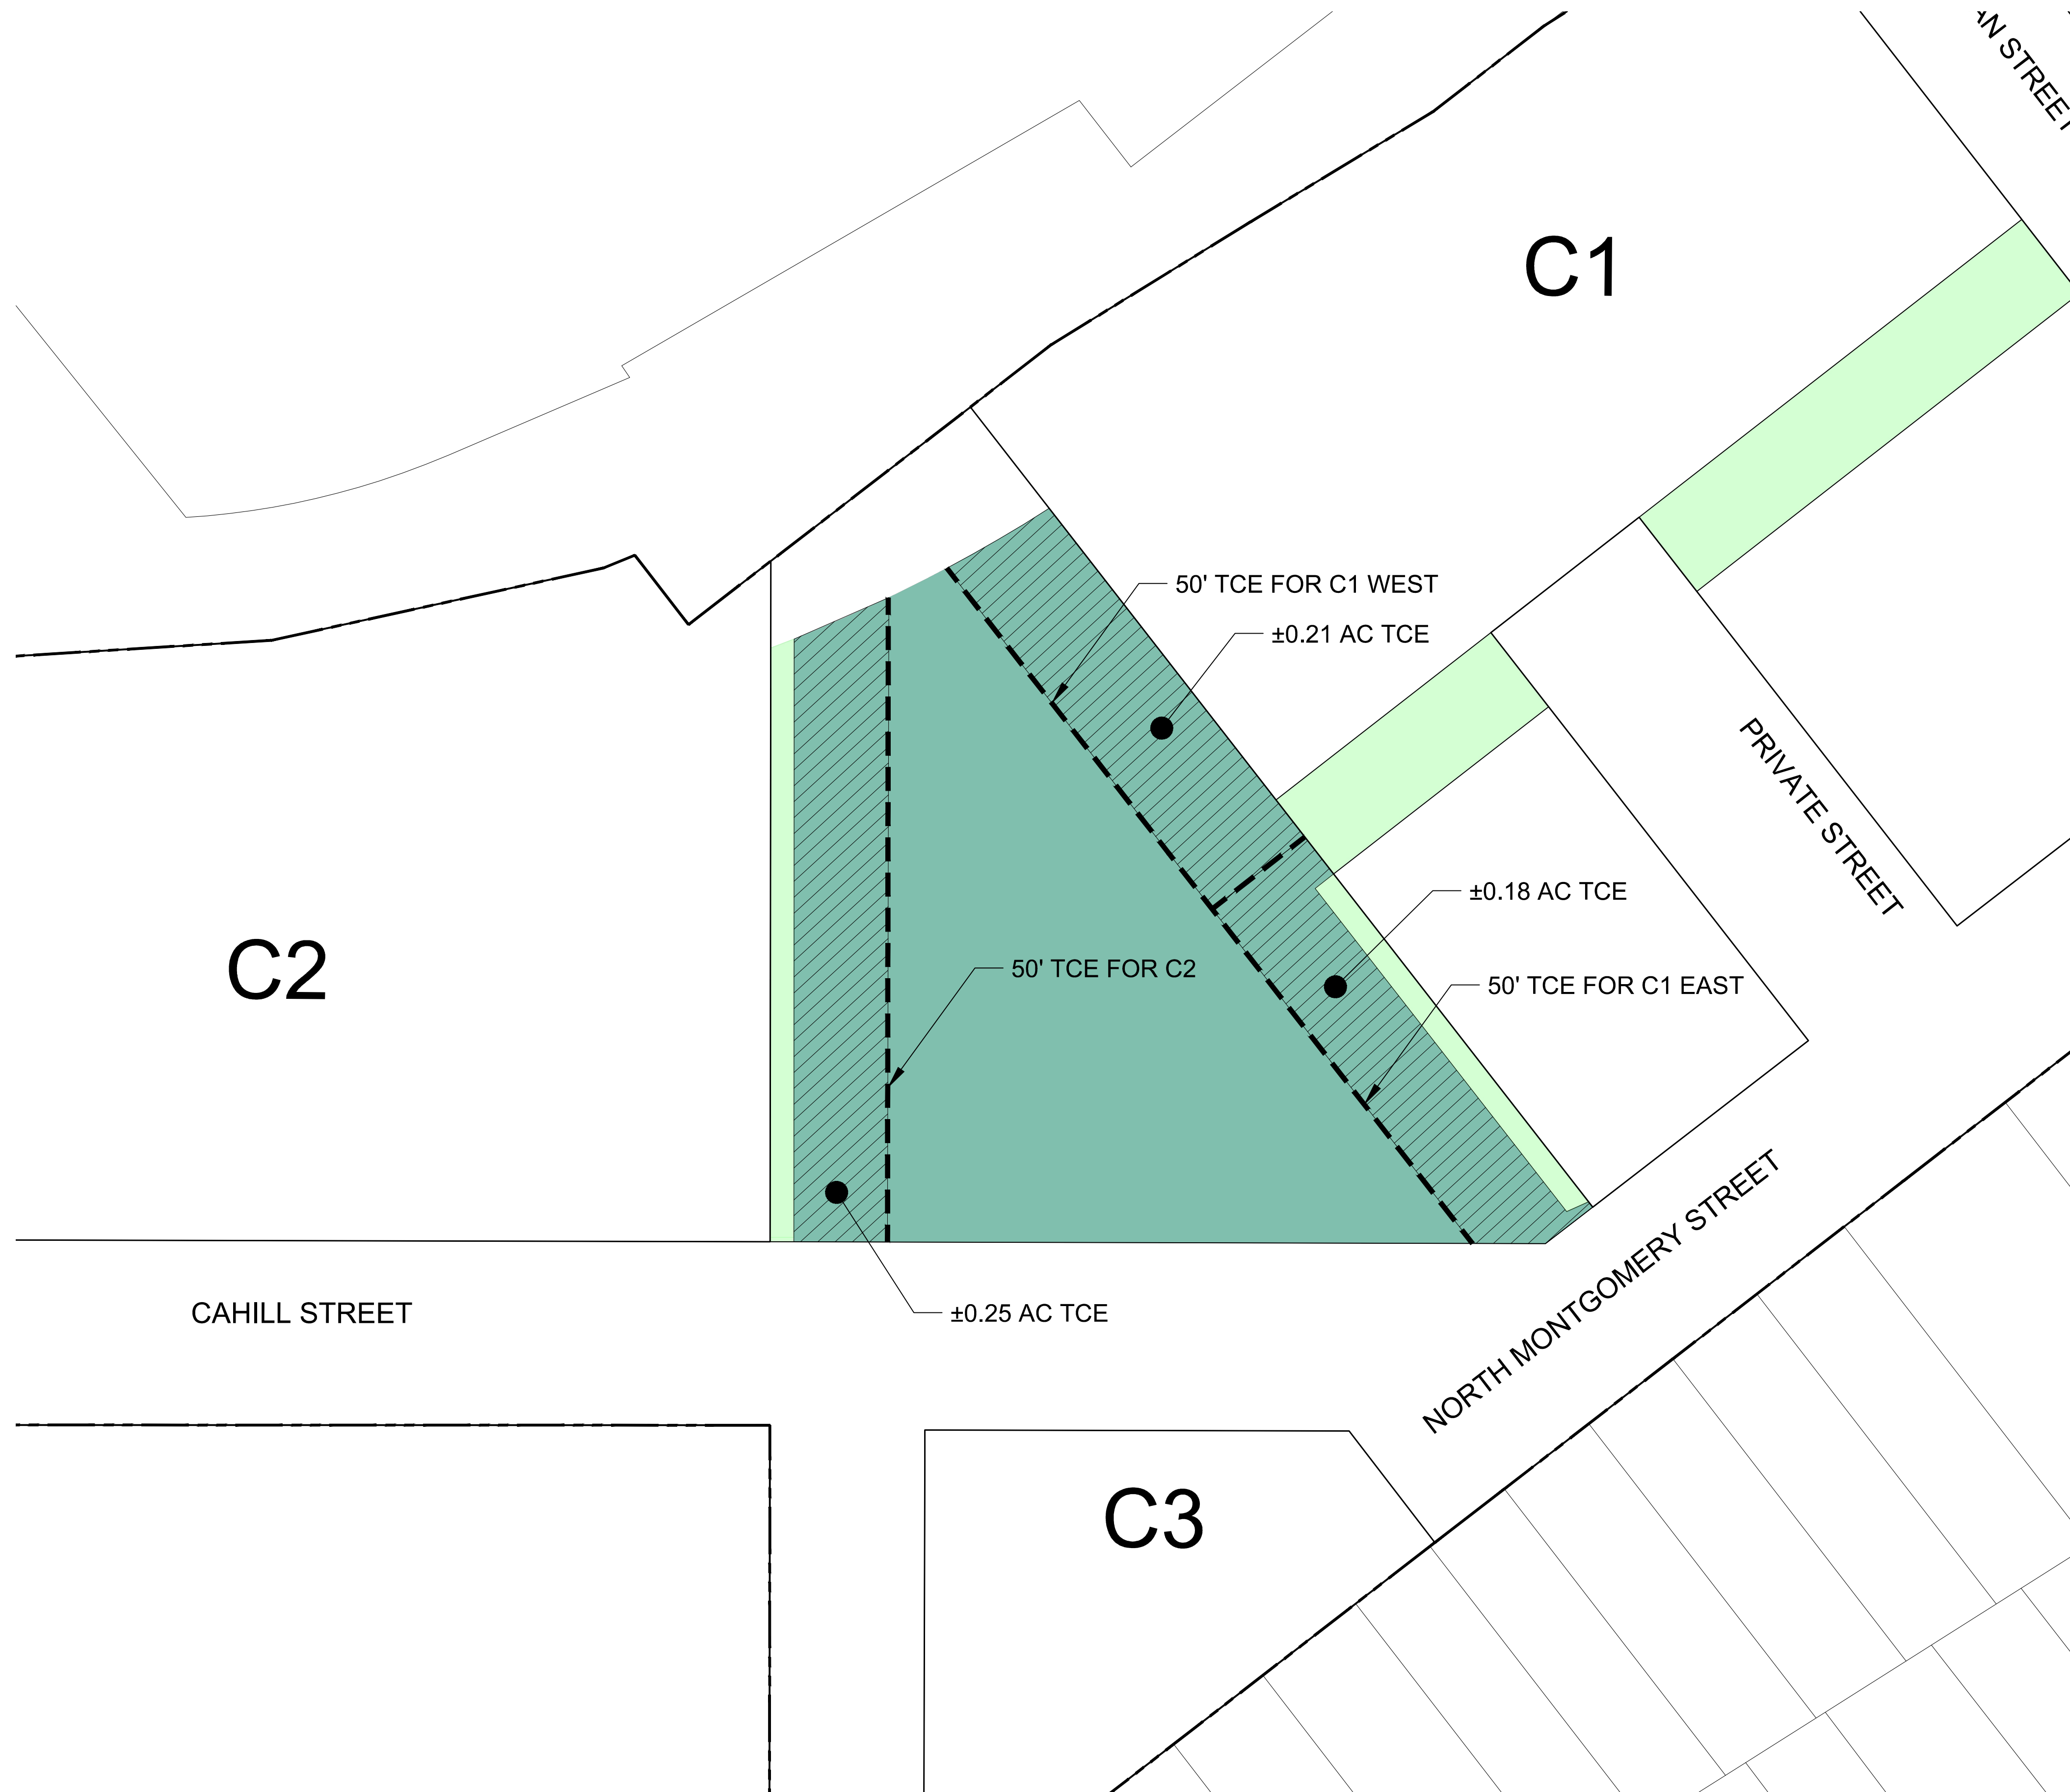 STREET
C1
50' TCE FOR C1 WEST
±0.21 AC TCE
PRIVATE STREET
±0.18 AC TCE
C2
50' TCE FOR C2
50' TCE FOR C1 EAST
NORTH MONTGOMERY STREET
CAHILL STREET
±0.25 AC TCE
C3